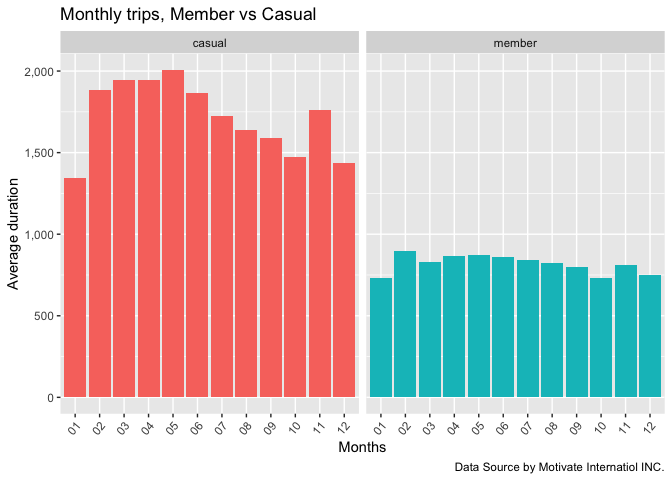 Monthly trips, Member vs Casual
casual
member
Average duration
2,000
1,500
1,000
500
0
01 02 03 04 05 06 07 08 09 10 11 12
01 02 03 04 05 06 07 08 09 10 11 12
Months
Data Source by Motivate Internatiol INC.